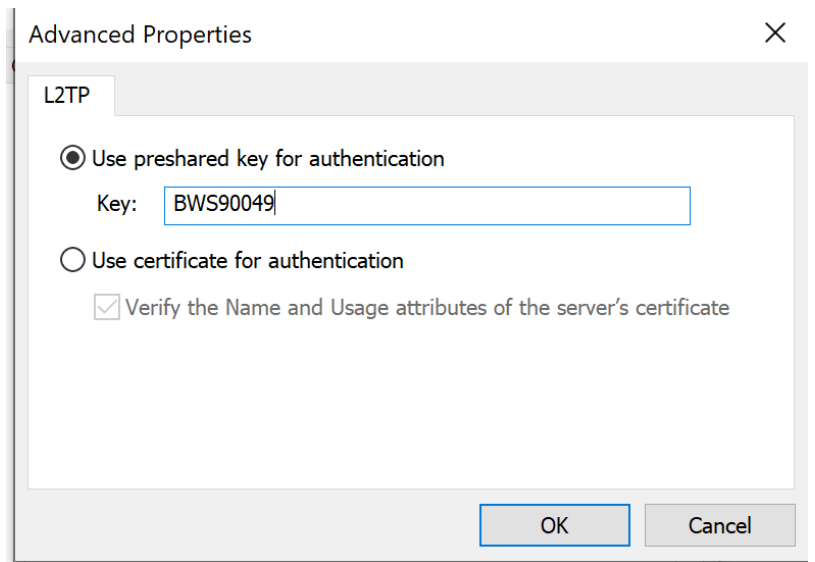 Advanced Properties
L2TP
Use preshared key for authentication
Key: BWS90049
Use certificate for authentication
Verify the Name and Usage attributes of the server's certificate
OK Cancel